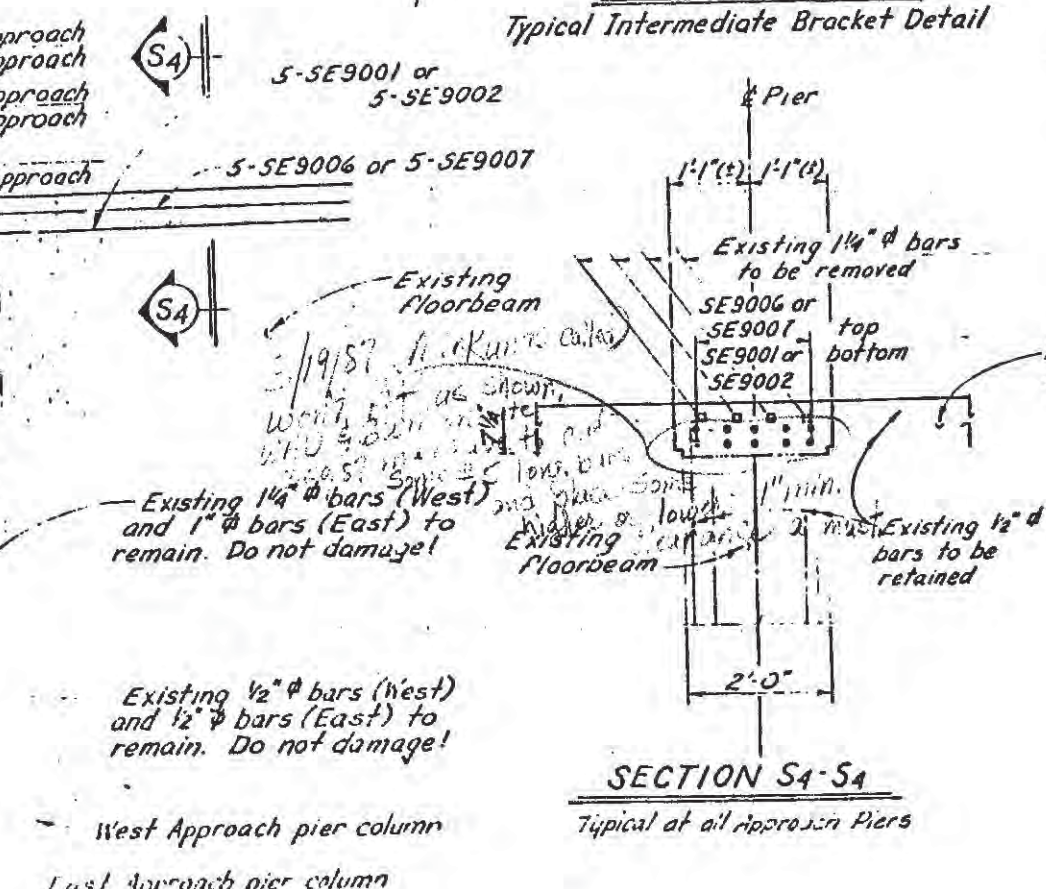 Typical Intermediate Bracket Detail
pproach
pproach
pproach
pproach
pproach
S4
5-SE9001 or
5-SE9002
5-SE9006 or 5-SE9007
S4
℄ Pier
1'-1"(±) 1'-1"(±)
Existing 1¼" ϕ bars
to be removed
SE9006 or
SE9007 top
SE9001 or bottom
SE9002
Existing
floorbeam
7¼"
as shown,
1" min.
Existing 1¼" ϕ bars (West)
and 1" ϕ bars (East) to
remain. Do not damage!
Existing
floorbeam
Existing ½" ϕ
bars to be
retained
2'-0"
Existing ½" ϕ bars (West)
and ½" ϕ bars (East) to
remain. Do not damage!
SECTION S4-S4
Typical at all Approach Piers
West Approach pier column
East Approach pier column